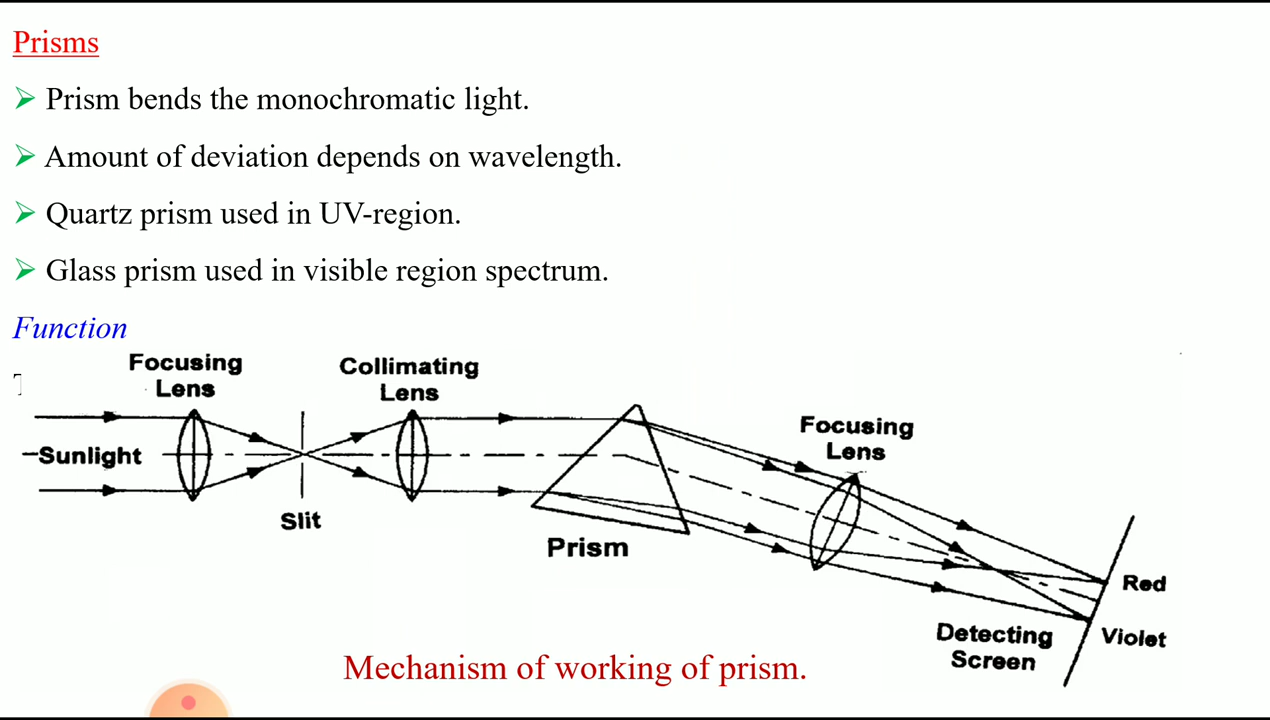 Prisms
➢ Prism bends the monochromatic light.
➢ Amount of deviation depends on wavelength.
➢ Quartz prism used in UV-region.
➢ Glass prism used in visible region spectrum.
Function
Focusing
Lens
Collimating
Lens
Sunlight
Slit
Prism
Focusing
Lens
Red
Violet
Detecting
Screen
Mechanism of working of prism.